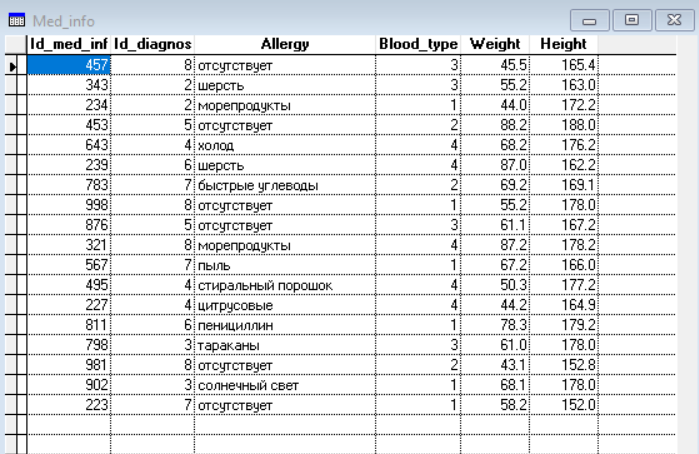 Med_info
Id_med_inf Id_diagnos Allergy Blood_type Weight Height
457 8 отсутствует 3 45.5 165.4
343 2 шерсть 3 55.2 163.0
234 2 морепродукты 1 44.0 172.2
453 5 отсутствует 2 88.2 188.0
643 4 холод 4 68.2 176.2
239 6 шерсть 4 87.0 162.2
783 7 быстрые углеводы 2 69.2 169.1
998 8 отсутствует 1 55.2 178.0
876 5 отсутствует 3 61.1 167.2
321 8 морепродукты 4 87.2 178.2
567 7 пыль 1 67.2 166.0
495 4 стиральный порошок 4 50.3 177.2
227 4 цитрусовые 4 44.2 164.9
811 6 пенициллин 1 78.3 179.2
798 3 тараканы 3 61.0 178.0
981 8 отсутствует 2 43.1 152.8
902 3 солнечный свет 1 68.1 178.0
223 7 отсутствует 1 58.2 152.0